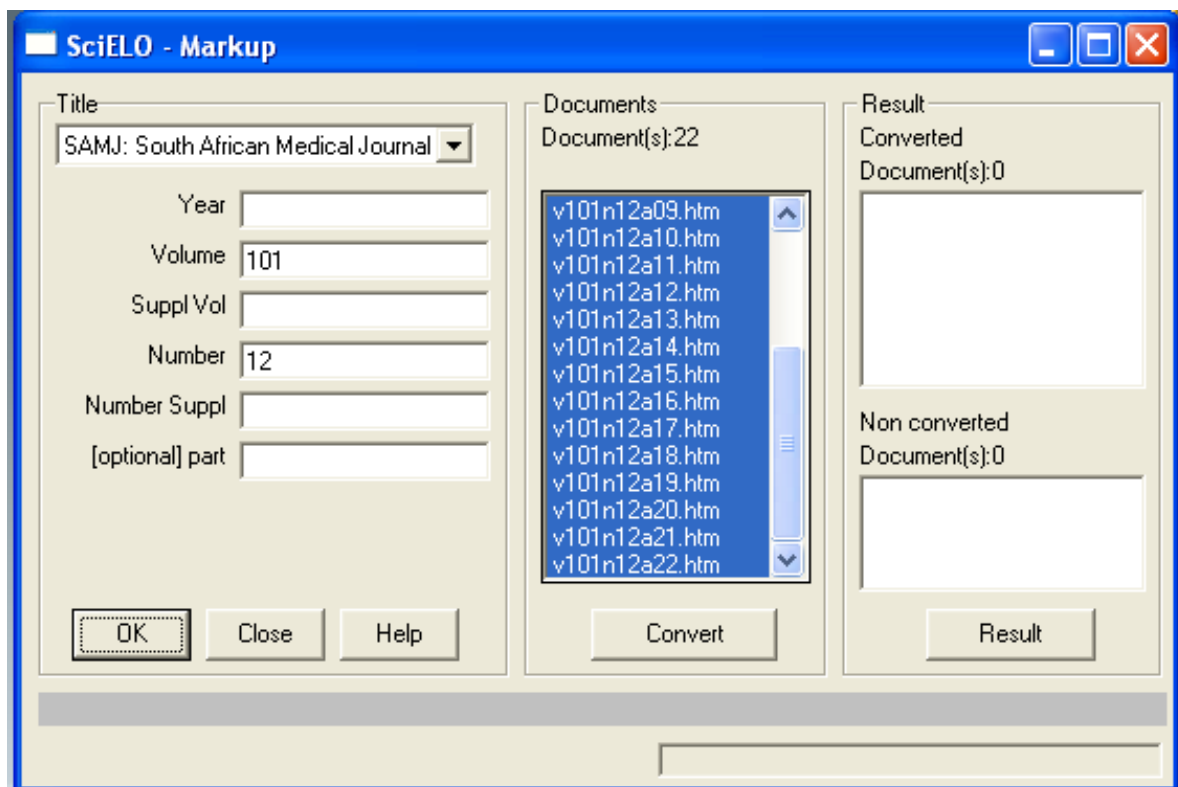 SciELO - Markup
Title
SAMJ: South African Medical Journal
Year
Volume 101
Suppl Vol
Number 12
Number Suppl
[optional] part
OK Close Help
Documents
Document(s):22
v101n12a09.htm
v101n12a10.htm
v101n12a11.htm
v101n12a12.htm
v101n12a13.htm
v101n12a14.htm
v101n12a15.htm
v101n12a16.htm
v101n12a17.htm
v101n12a18.htm
v101n12a19.htm
v101n12a20.htm
v101n12a21.htm
v101n12a22.htm
Convert
Result
Converted
Document(s):0
Non converted
Document(s):0
Result